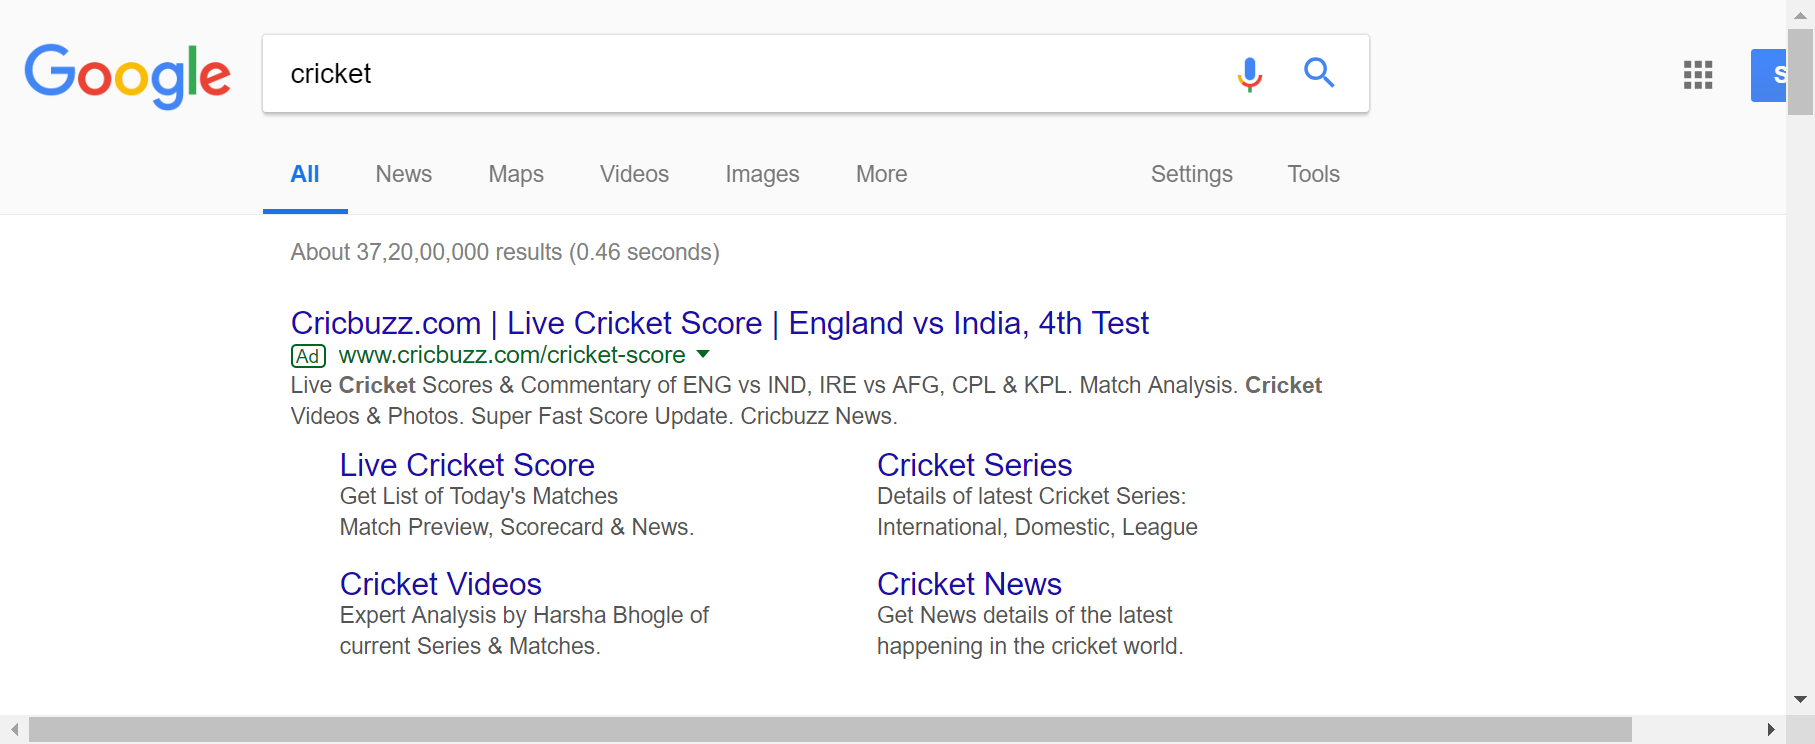 Google
cricket
S
All News Maps Videos Images More Settings Tools
About 37,20,00,000 results (0.46 seconds)
Cricbuzz.com | Live Cricket Score | England vs India, 4th Test
Ad www.cricbuzz.com/cricket-score
Live Cricket Scores & Commentary of ENG vs IND, IRE vs AFG, CPL & KPL. Match Analysis. Cricket
Videos & Photos. Super Fast Score Update. Cricbuzz News.
Live Cricket Score
Get List of Today's Matches
Match Preview, Scorecard & News.
Cricket Series
Details of latest Cricket Series:
International, Domestic, League
Cricket Videos
Expert Analysis by Harsha Bhogle of
current Series & Matches.
Cricket News
Get News details of the latest
happening in the cricket world.